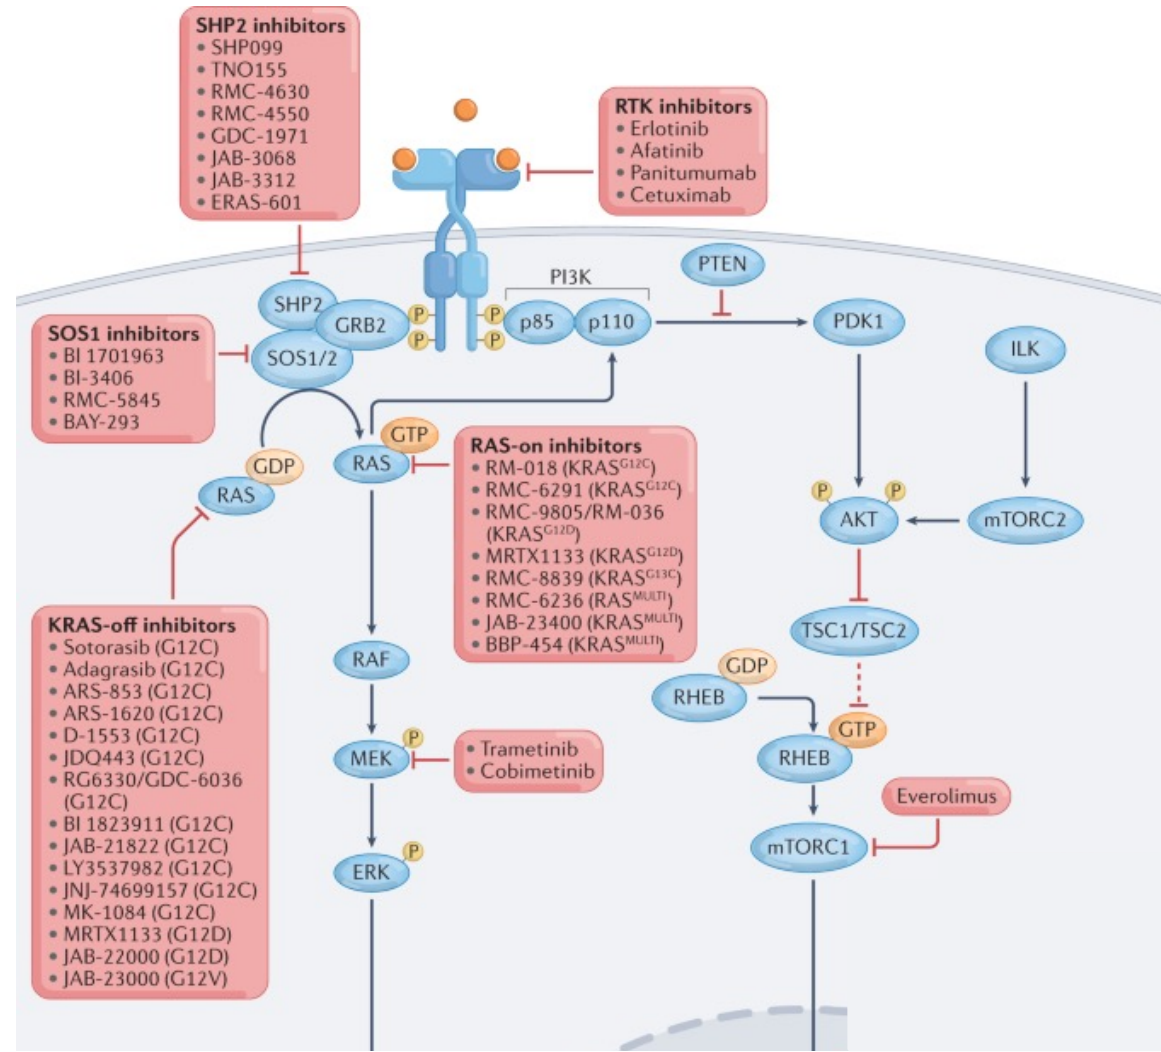 SHP2 inhibitors
• SHP099
• TNO155
• RMC-4630
• RMC-4550
• GDC-1971
• JAB-3068
• JAB-3312
• ERAS-601
RTK inhibitors
• Erlotinib
• Afatinib
• Panitumumab
• Cetuximab
SHP2
GRB2
SOS1/2
P
P
P
P
PI3K
p85
p110
PTEN
PDK1
ILK
SOS1 inhibitors
• BI 1701963
• BI-3406
• RMC-5845
• BAY-293
GDP
RAS
GTP
RAS
RAS-on inhibitors
• RM-018 (KRASG12C)
• RMC-6291 (KRASG12C)
• RMC-9805/RM-036
(KRASG12D)
• MRTX1133 (KRASG12D)
• RMC-8839 (KRASG13C)
• RMC-6236 (RASMULTI)
• JAB-23400 (KRASMULTI)
• BBP-454 (KRASMULTI)
P
P
AKT
mTORC2
KRAS-off inhibitors
• Sotorasib (G12C)
• Adagrasib (G12C)
• ARS-853 (G12C)
• ARS-1620 (G12C)
• D-1553 (G12C)
• JDQ443 (G12C)
• RG6330/GDC-6036
(G12C)
• BI 1823911 (G12C)
• JAB-21822 (G12C)
• LY3537982 (G12C)
• JNJ-74699157 (G12C)
• MK-1084 (G12C)
• MRTX1133 (G12D)
• JAB-22000 (G12D)
• JAB-23000 (G12V)
RAF
MEK
P
• Trametinib
• Cobimetinib
ERK
P
TSC1/TSC2
GDP
RHEB
GTP
RHEB
Everolimus
mTORC1